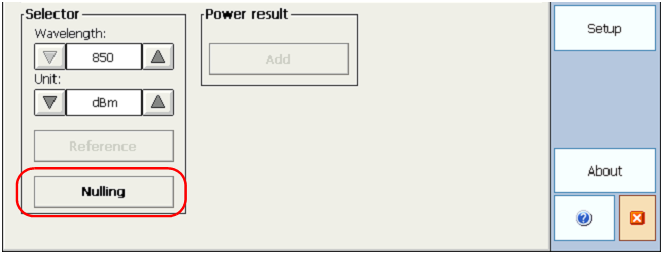 Selector
Wavelength:
850
Unit:
dBm
Reference
Nulling
Power result
Add
Setup
About
?